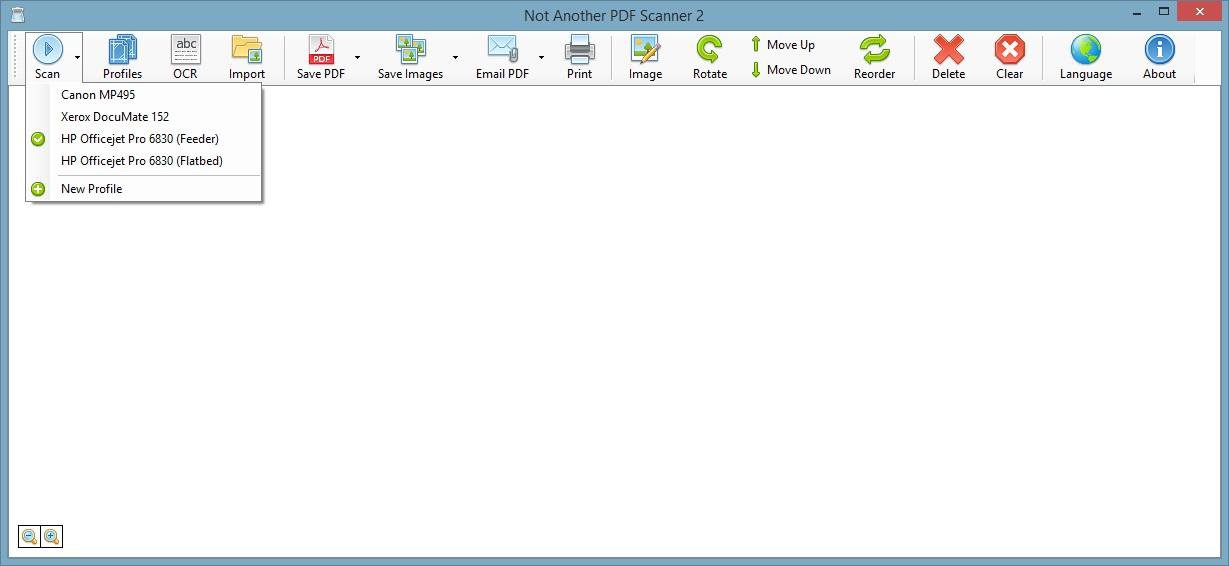 Not Another PDF Scanner 2
Scan
Profiles
abc
OCR
Import
PDF
Save PDF
Save Images
Email PDF
Print
Image
Rotate
Move Up
Move Down
Reorder
Delete
Clear
Language
About
Canon MP495
Xerox DocuMate 152
HP Officejet Pro 6830 (Feeder)
HP Officejet Pro 6830 (Flatbed)
New Profile